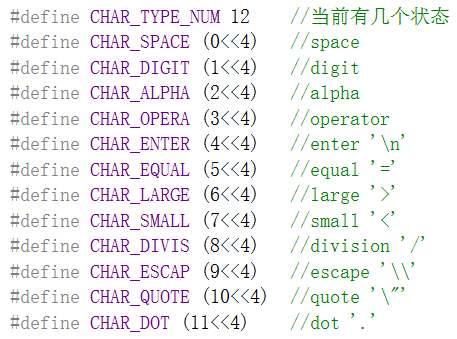 #define CHAR_TYPE_NUM 12 //当前有几个状态
#define CHAR_SPACE (0<<4) //space
#define CHAR_DIGIT (1<<4) //digit
#define CHAR_ALPHA (2<<4) //alpha
#define CHAR_OPERA (3<<4) //operator
#define CHAR_ENTER (4<<4) //enter '\n'
#define CHAR_EQUAL (5<<4) //equal '='
#define CHAR_LARGE (6<<4) //large '>'
#define CHAR_SMALL (7<<4) //small '<'
#define CHAR_DIVIS (8<<4) //division '/'
#define CHAR_ESCAP (9<<4) //escape '\\'
#define CHAR_QUOTE (10<<4) //quote '\"'
#define CHAR_DOT (11<<4) //dot '.'